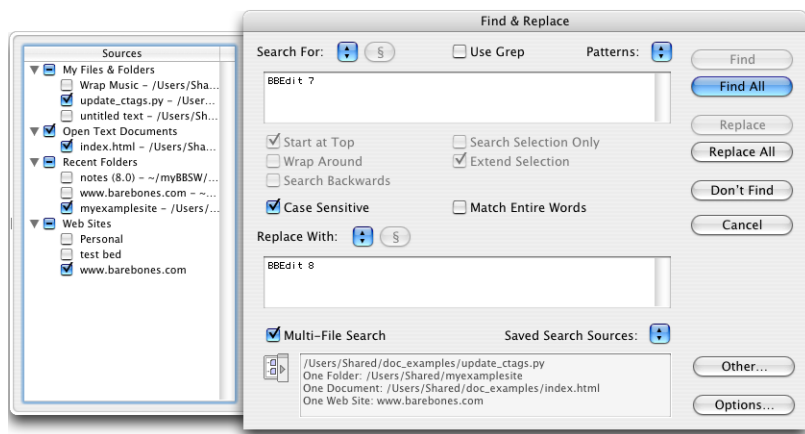 Find & Replace
Sources
My Files & Folders
Wrap Music – /Users/Sha...
update_ctags.py – /User...
untitled text – /Users/Sh...
Open Text Documents
index.html – /Users/Sha...
Recent Folders
notes (8.0) – ~/myBBSW/...
www.barebones.com – ~...
myexamplesite – /Users/...
Web Sites
Personal
test bed
www.barebones.com
Search For: § Use Grep Patterns:
BBEdit 7
Start at Top Search Selection Only
Wrap Around Extend Selection
Search Backwards
Case Sensitive Match Entire Words
Replace With: §
BBEdit 8
Multi-File Search Saved Search Sources:
/Users/Shared/doc_examples/update_ctags.py
One Folder: /Users/Shared/myexamplesite
One Document: /Users/Shared/doc_examples/index.html
One Web Site: www.barebones.com
Find
Find All
Replace
Replace All
Don't Find
Cancel
Other...
Options...